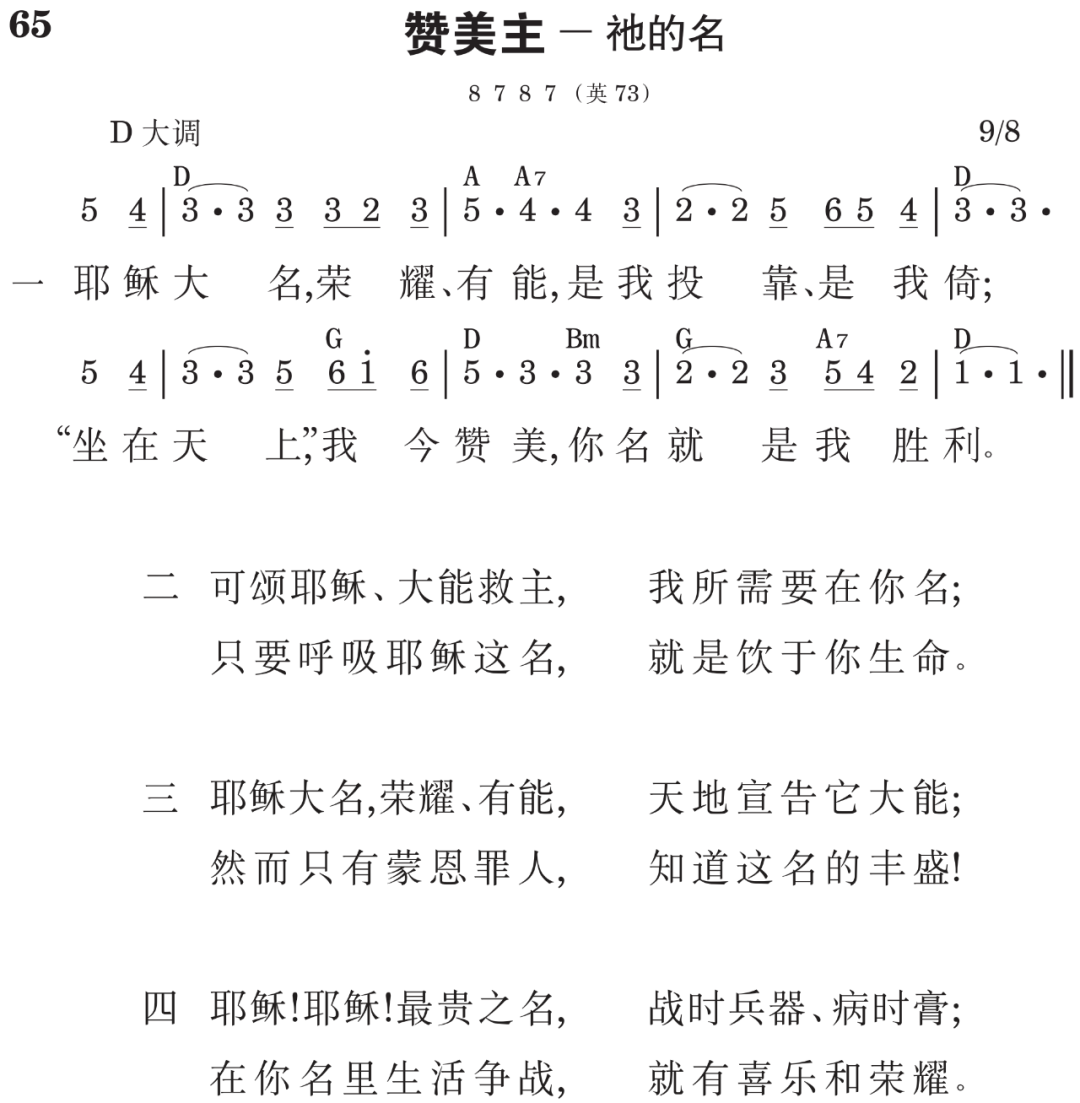 65
赞美主 — 祂的名
8 7 8 7 (英 73)
D 大调 9/8
D A A7 D
5 4 | 3 · 3 3 3 2 3 | 5 · 4 · 4 3 | 2 · 2 5 6 5 4 | 3 · 3 ·
一 耶稣大名,荣耀、有能,是我投靠、是我倚;
G D Bm G A7 D
5 4 | 3 · 3 5 6 i 6 | 5 · 3 · 3 3 | 2 · 2 3 5 4 2 | 1 · 1 · ‖
“坐在天上,”我今赞美,你名就是我胜利。
二 可颂耶稣、大能救主, 我所需要在你名;
只要呼吸耶稣这名, 就是饮于你生命。
三 耶稣大名,荣耀、有能, 天地宣告它大能;
然而只有蒙恩罪人, 知道这名的丰盛!
四 耶稣!耶稣!最贵之名, 战时兵器、病时膏;
在你名里生活争战, 就有喜乐和荣耀。